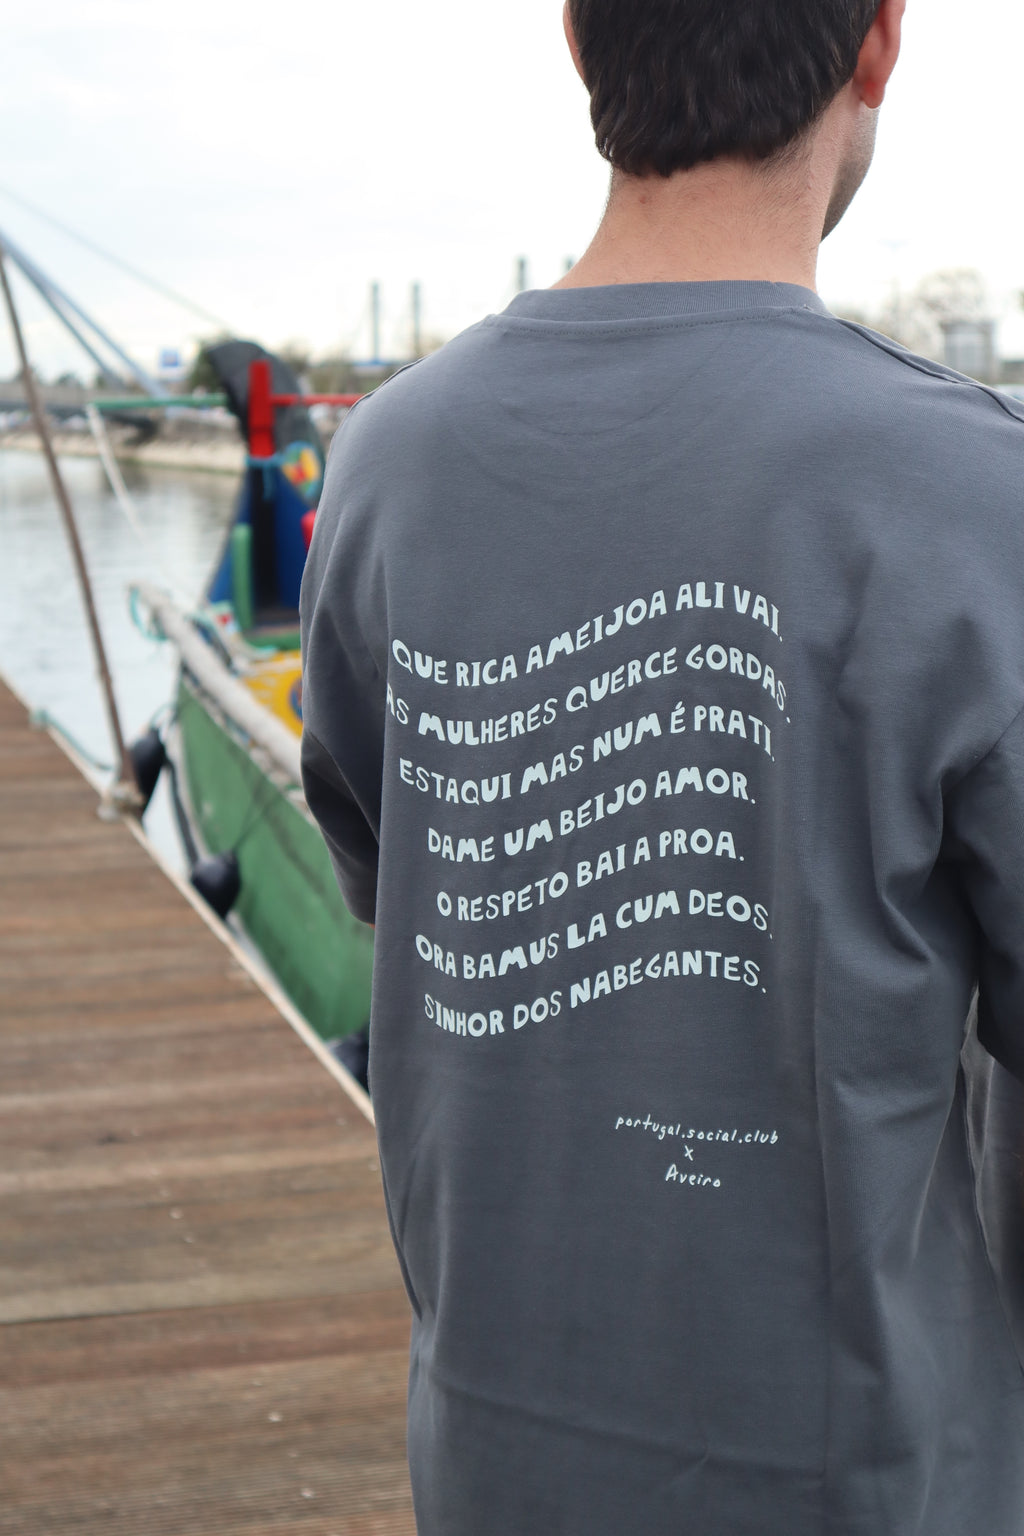 QUE RICA AMEIJOA ALI VAI.
AS MULHERES QUERCE GORDAS.
ESTAQUI MAS NUM É PRATI.
DAME UM BEIJO AMOR.
O RESPETO BAI A PROA.
ORA BAMUS LA CUM DEOS.
SINHOR DOS NABEGANTES.
portugal.social.club
x
Aveiro